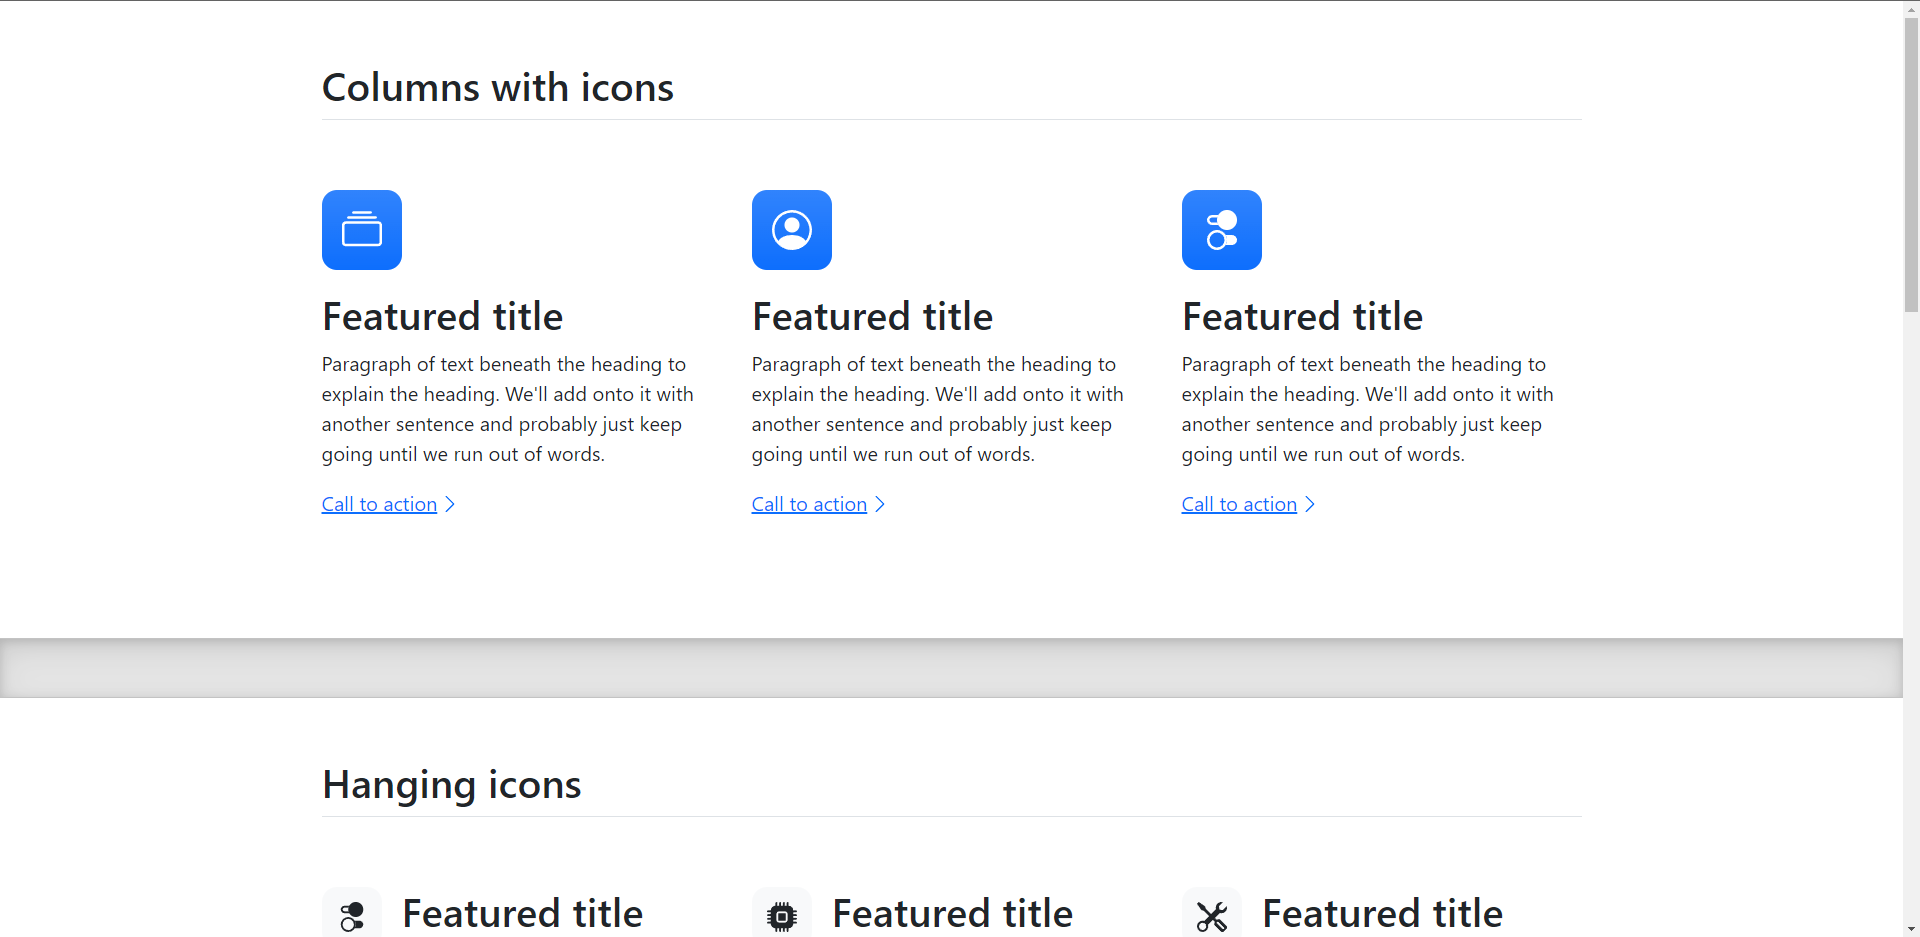 Columns with icons
Featured title
Paragraph of text beneath the heading to
explain the heading. We'll add onto it with
another sentence and probably just keep
going until we run out of words.
Call to action
Featured title
Paragraph of text beneath the heading to
explain the heading. We'll add onto it with
another sentence and probably just keep
going until we run out of words.
Call to action
Featured title
Paragraph of text beneath the heading to
explain the heading. We'll add onto it with
another sentence and probably just keep
going until we run out of words.
Call to action
Hanging icons
Featured title
Featured title
Featured title